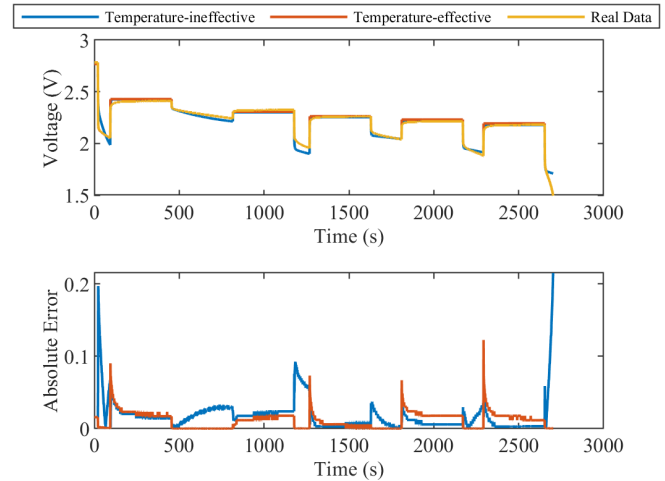 Temperature-ineffective Temperature-effective Real Data
3
2.5
2
1.5
Voltage (V)
0 500 1000 1500 2000 2500 3000
Time (s)
0.2
0.1
0
Absolute Error
0 500 1000 1500 2000 2500 3000
Time (s)